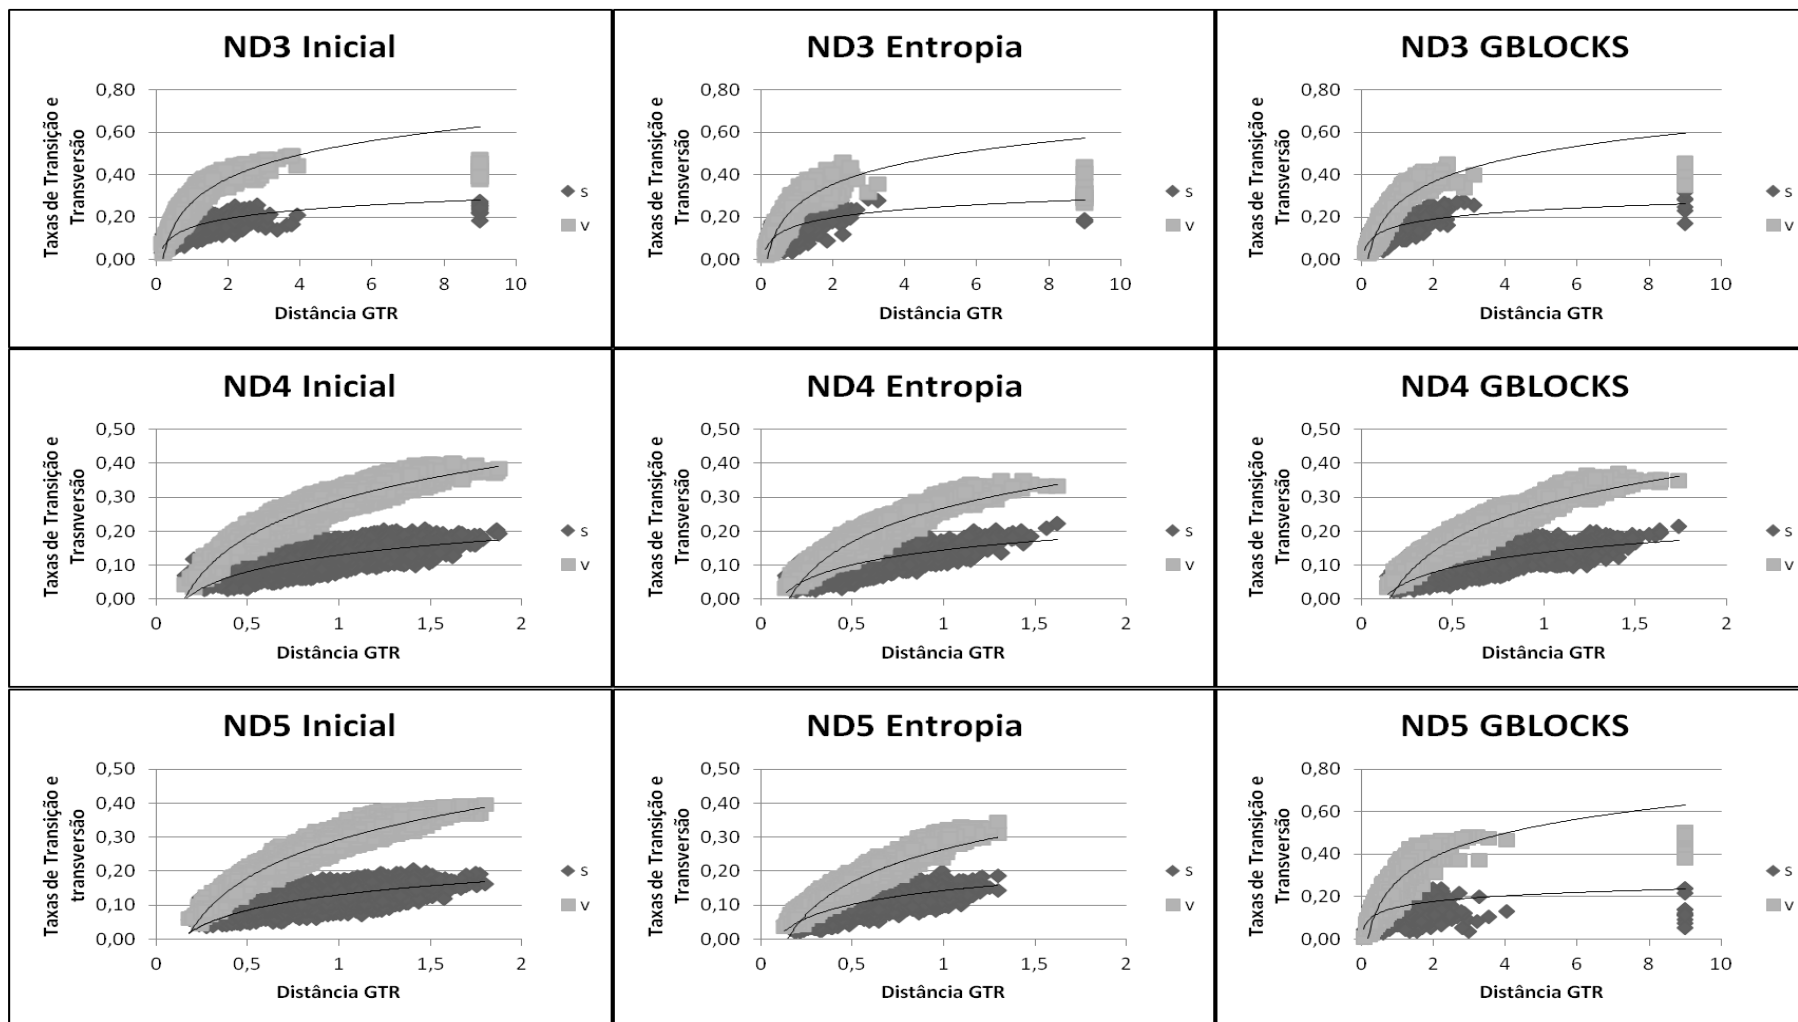 ND3 Inicial
Taxas de Transição e
Transversão
0,80
0,60
0,40
0,20
0,00
0 2 4 6 8 10
Distância GTR
s
v
ND3 Entropia
Taxas de Transição e
Transversão
0,80
0,60
0,40
0,20
0,00
0 2 4 6 8 10
Distância GTR
s
v
ND3 GBLOCKS
Taxas de Transição e
Transversão
0,80
0,60
0,40
0,20
0,00
0 2 4 6 8 10
Distância GTR
s
v
ND4 Inicial
Taxas de Transição e
Trasnversão
0,50
0,40
0,30
0,20
0,10
0,00
0 0,5 1 1,5 2
Distância GTR
s
v
ND4 Entropia
Taxas de Transição e
Transversão
0,50
0,40
0,30
0,20
0,10
0,00
0 0,5 1 1,5 2
Distância GTR
s
v
ND4 GBLOCKS
Taxas de Transição e
Transversão
0,50
0,40
0,30
0,20
0,10
0,00
0 0,5 1 1,5 2
Distância GTR
s
v
ND5 Inicial
Taxas de Transição e
transversão
0,50
0,40
0,30
0,20
0,10
0,00
0 0,5 1 1,5 2
Distância GTR
s
v
ND5 Entropia
Taxas de Transição e
Transversão
0,50
0,40
0,30
0,20
0,10
0,00
0 0,5 1 1,5 2
Distância GTR
s
v
ND5 GBLOCKS
Taxas de Transição e
Transversão
0,80
0,60
0,40
0,20
0,00
0 2 4 6 8 10
Distância GTR
s
v